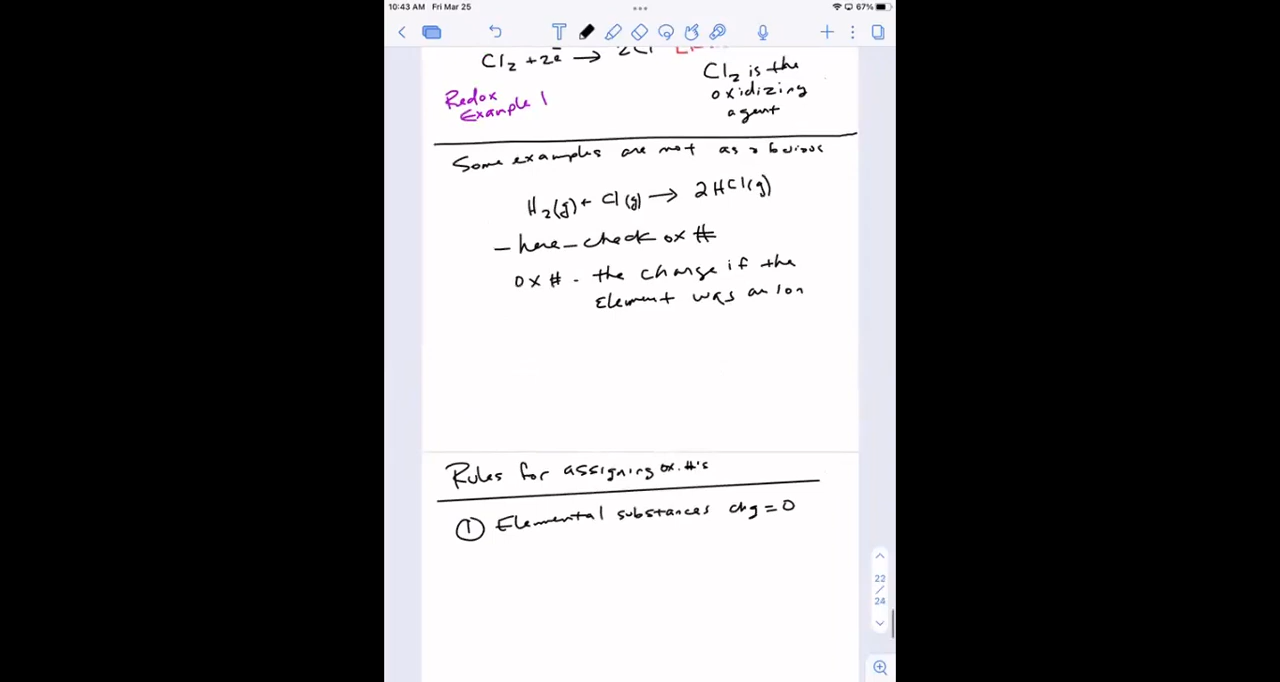 10:43 AM Fri Mar 25
67%
Cl2 + 2e- → 2Cl
Cl2 is the
oxidizing
agent
Redox
Example 1
Some examples are not as obvious
H2(g) + Cl(g) → 2HCl(g)
- here - check ox #
ox # - the charge if the
Element was an ion
Rules for assigning ox. #'s
① Elemental substances chg = 0
22
/
24